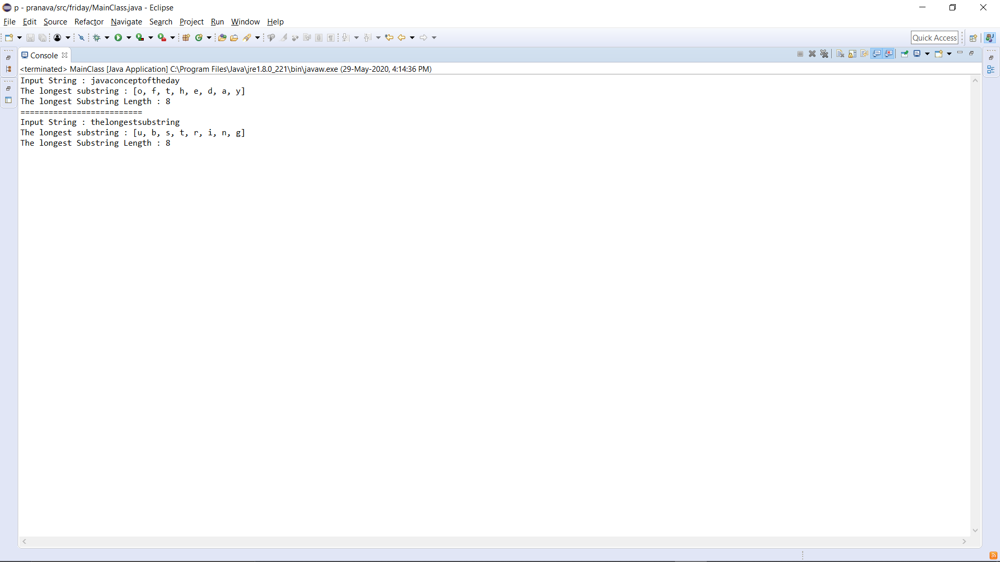 p - pranava/src/friday/MainClass.java - Eclipse
File Edit Source Refactor Navigate Search Project Run Window Help
Quick Access
Console
<terminated> MainClass [Java Application] C:\Program Files\Java\jre1.8.0_221\bin\javaw.exe (29-May-2020, 4:14:36 PM)
Input String : javaconceptoftheday
The longest substring : [o, f, t, h, e, d, a, y]
The longest Substring Length : 8
==========================
Input String : thelongestsubstring
The longest substring : [u, b, s, t, r, i, n, g]
The longest Substring Length : 8